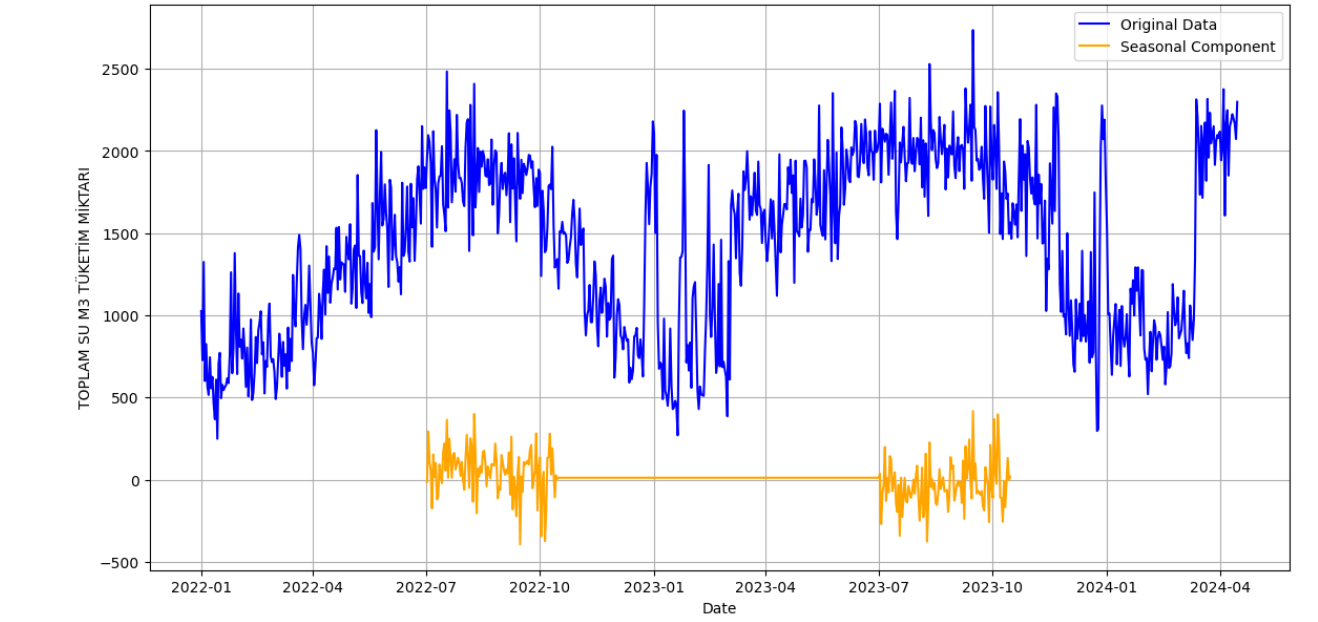 Original Data
Seasonal Component
2500
2000
1500
1000
500
0
−500
TOPLAM SU M3 TÜKETİM MİKTARI
2022-01 2022-04 2022-07 2022-10 2023-01 2023-04 2023-07 2023-10 2024-01 2024-04
Date